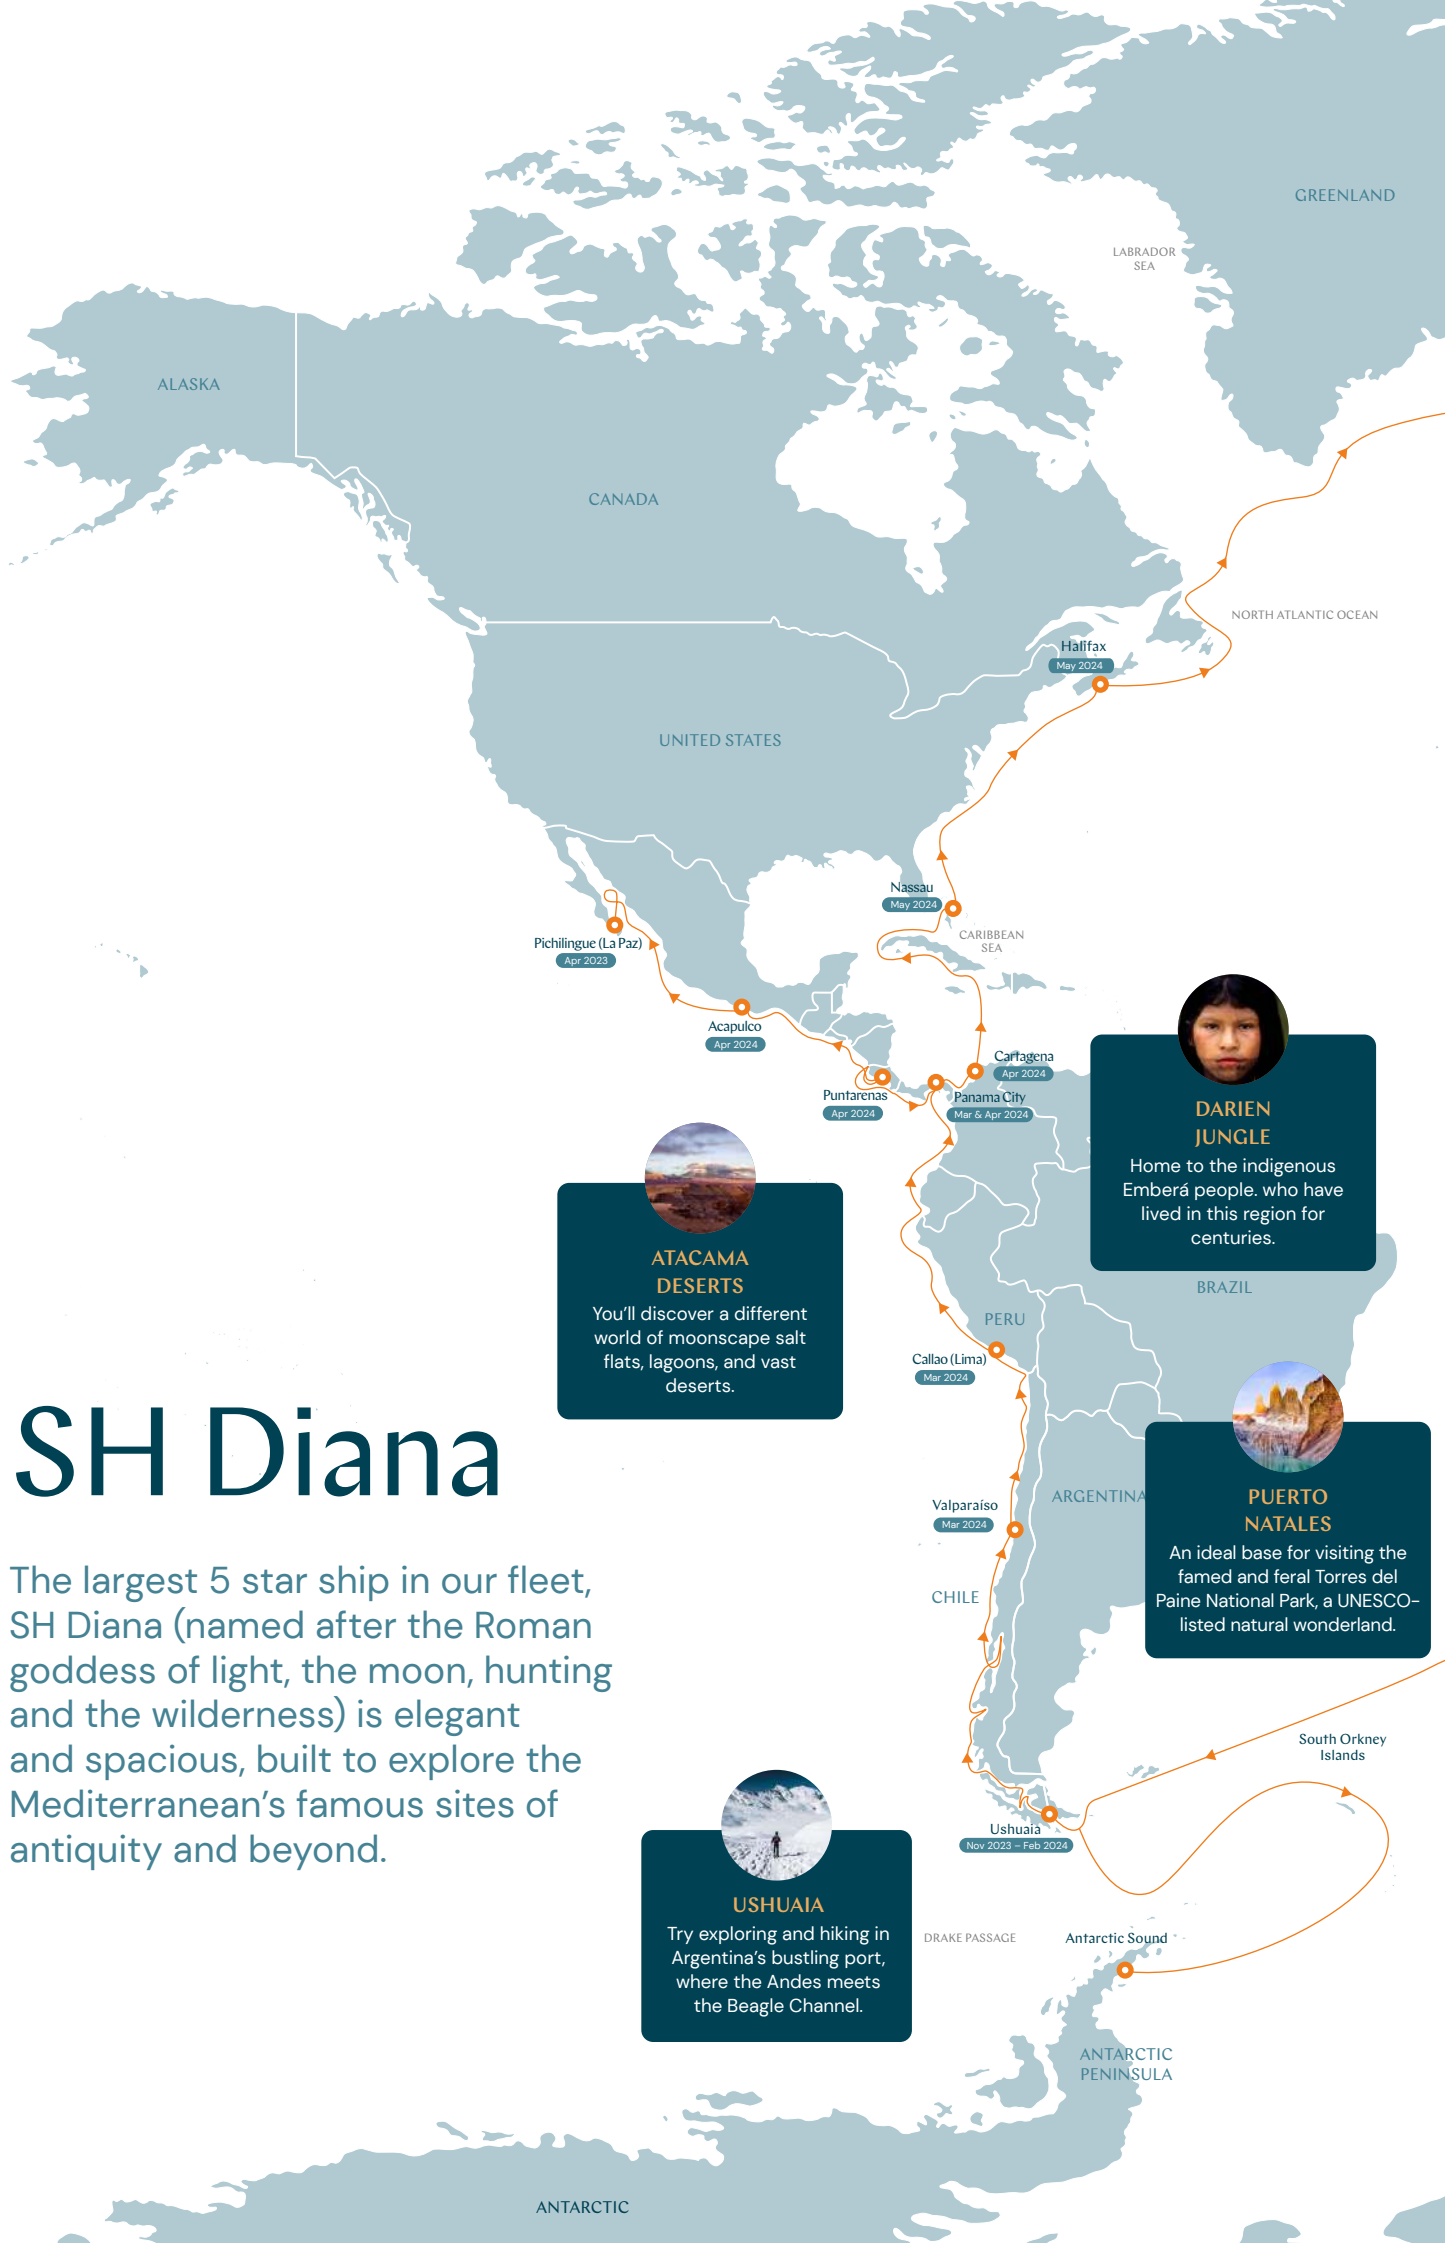 GREENLAND
LABRADOR
SEA
ALASKA
CANADA
NORTH ATLANTIC OCEAN
Halifax
May 2024
UNITED STATES
Nassau
May 2024
CARIBBEAN
SEA
Pichilingue (La Paz)
Apr 2023
Acapulco
Apr 2024
Cartagena
Apr 2024
Puntarenas
Apr 2024
Panama City
Mar & Apr 2024
DARIEN
JUNGLE
Home to the indigenous
Emberá people. who have
lived in this region for
centuries.
ATACAMA
DESERTS
You'll discover a different
world of moonscape salt
flats, lagoons, and vast
deserts.
BRAZIL
PERU
Callao (Lima)
Mar 2024
SH Diana
The largest 5 star ship in our fleet,
SH Diana (named after the Roman
goddess of light, the moon, hunting
and the wilderness) is elegant
and spacious, built to explore the
Mediterranean's famous sites of
antiquity and beyond.
Valparaíso
Mar 2024
ARGENTINA
CHILE
PUERTO
NATALES
An ideal base for visiting the
famed and feral Torres del
Paine National Park, a UNESCO-
listed natural wonderland.
South Orkney
Islands
Ushuaia
Nov 2023 – Feb 2024
USHUAIA
Try exploring and hiking in
Argentina's bustling port,
where the Andes meets
the Beagle Channel.
DRAKE PASSAGE
Antarctic Sound
ANTARCTIC
PENINSULA
ANTARCTIC